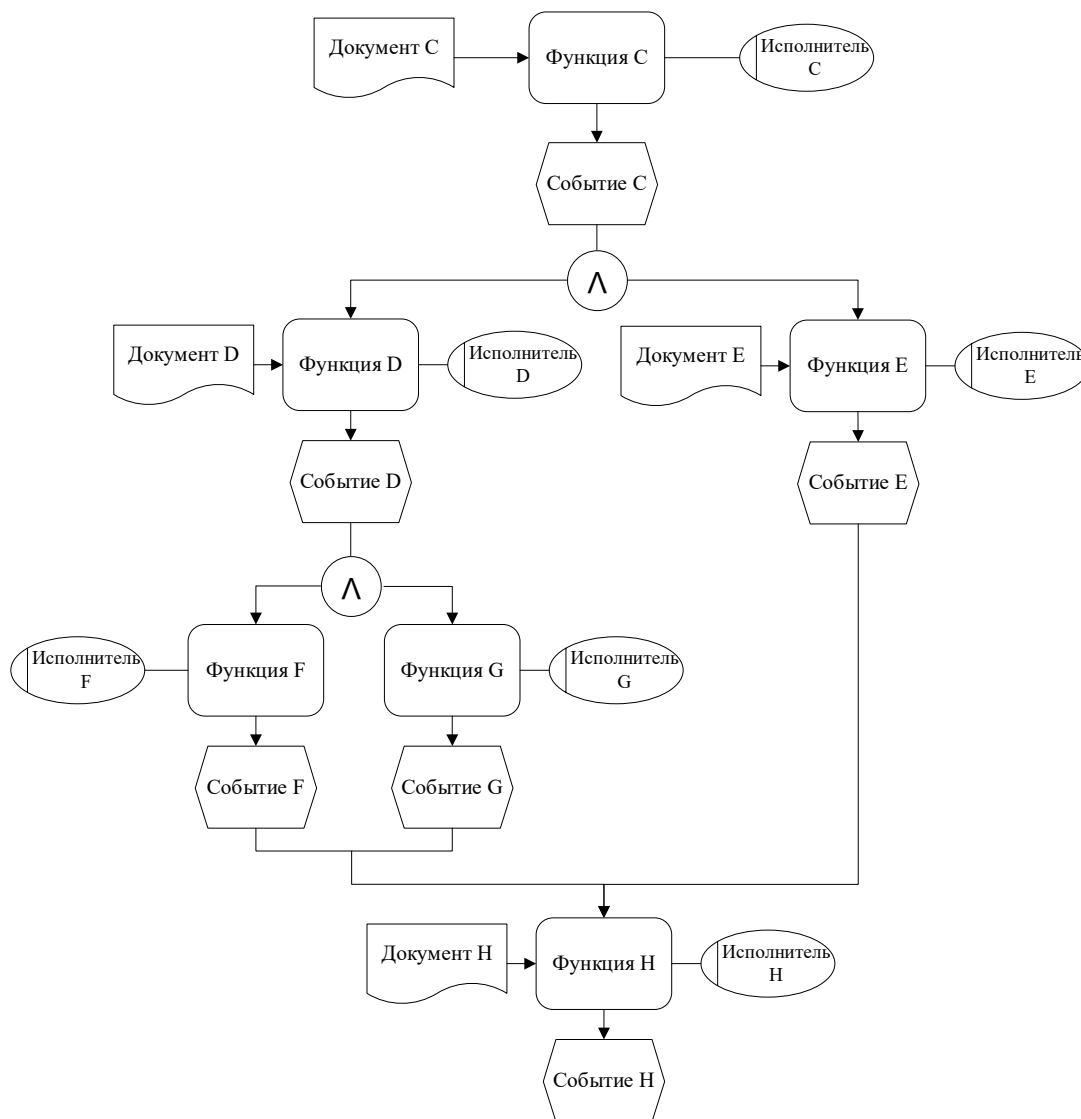 Документ C
Функция C
Исполнитель
C
Событие C
Λ
Документ D
Функция D
Исполнитель
D
Документ E
Функция E
Исполнитель
E
Событие D
Событие E
Λ
Исполнитель
F
Функция F
Функция G
Исполнитель
G
Событие F
Событие G
Документ H
Функция H
Исполнитель
H
Событие H